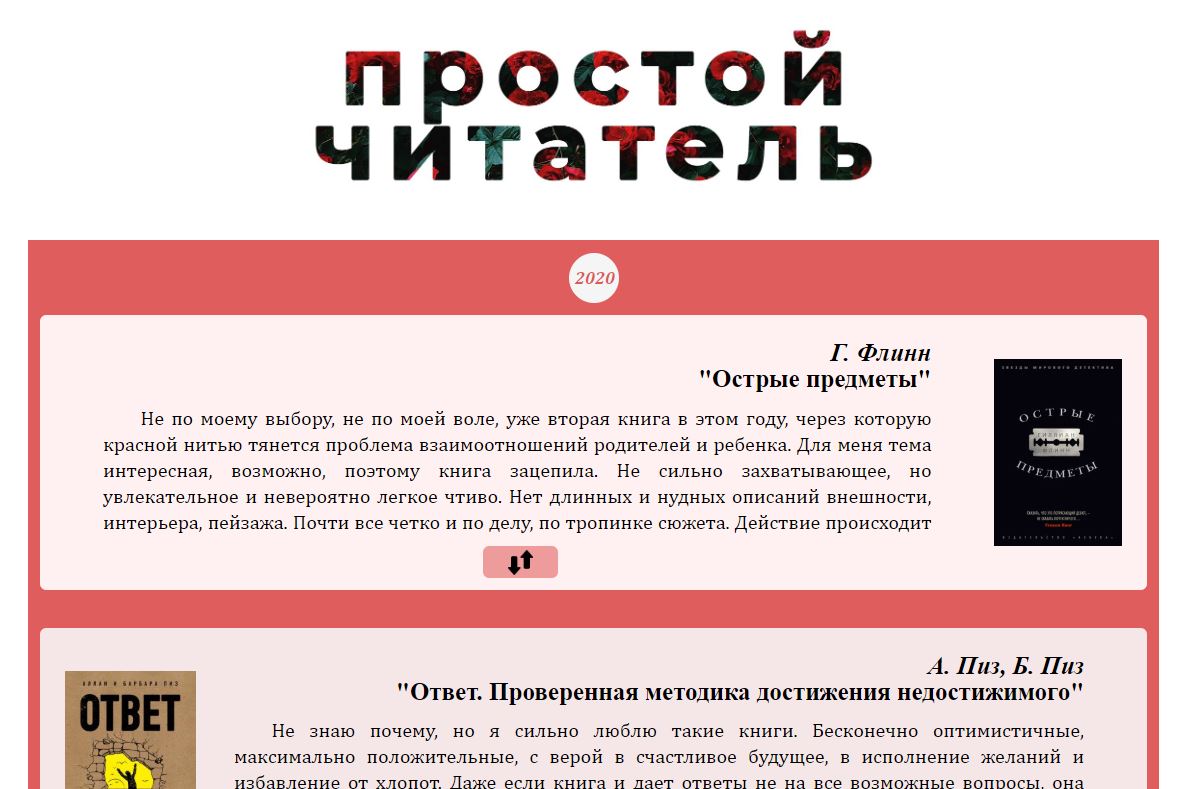 простой
читатель
2020
Г. Флинн
"Острые предметы"
Не по моему выбору, не по моей воле, уже вторая книга в этом году, через которую
красной нитью тянется проблема взаимоотношений родителей и ребенка. Для меня тема
интересная, возможно, поэтому книга зацепила. Не сильно захватывающее, но
увлекательное и невероятно легкое чтиво. Нет длинных и нудных описаний внешности,
интерьера, пейзажа. Почти все четко и по делу, по тропинке сюжета. Действие происходит
ЗВЕЗДЫ МИРОВОГО ДЕТЕКТИВА
ОСТРЫЕ
ГИЛЛИАН
ФЛИНН
ПРЕДМЕТЫ
А. Пиз, Б. Пиз
"Ответ. Проверенная методика достижения недостижимого"
Не знаю почему, но я сильно люблю такие книги. Бесконечно оптимистичные,
максимально положительные, с верой в счастливое будущее, в исполнение желаний и
избавление от хлопот. Даже если книга и дает ответы не на все возможные вопросы, она
АЛЛАН И БАРБАРА ПИЗ
ОТВЕТ